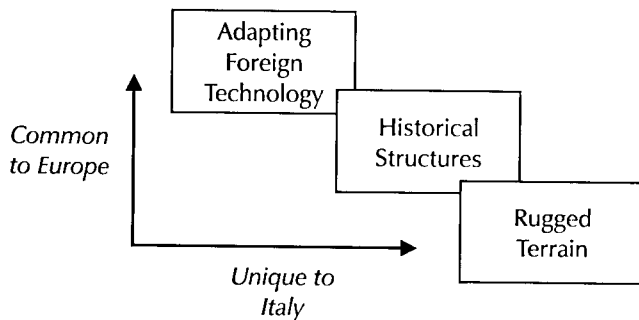 Adapting
Foreign
Technology
Common
to Europe
Historical
Structures
Rugged
Terrain
Unique to
Italy